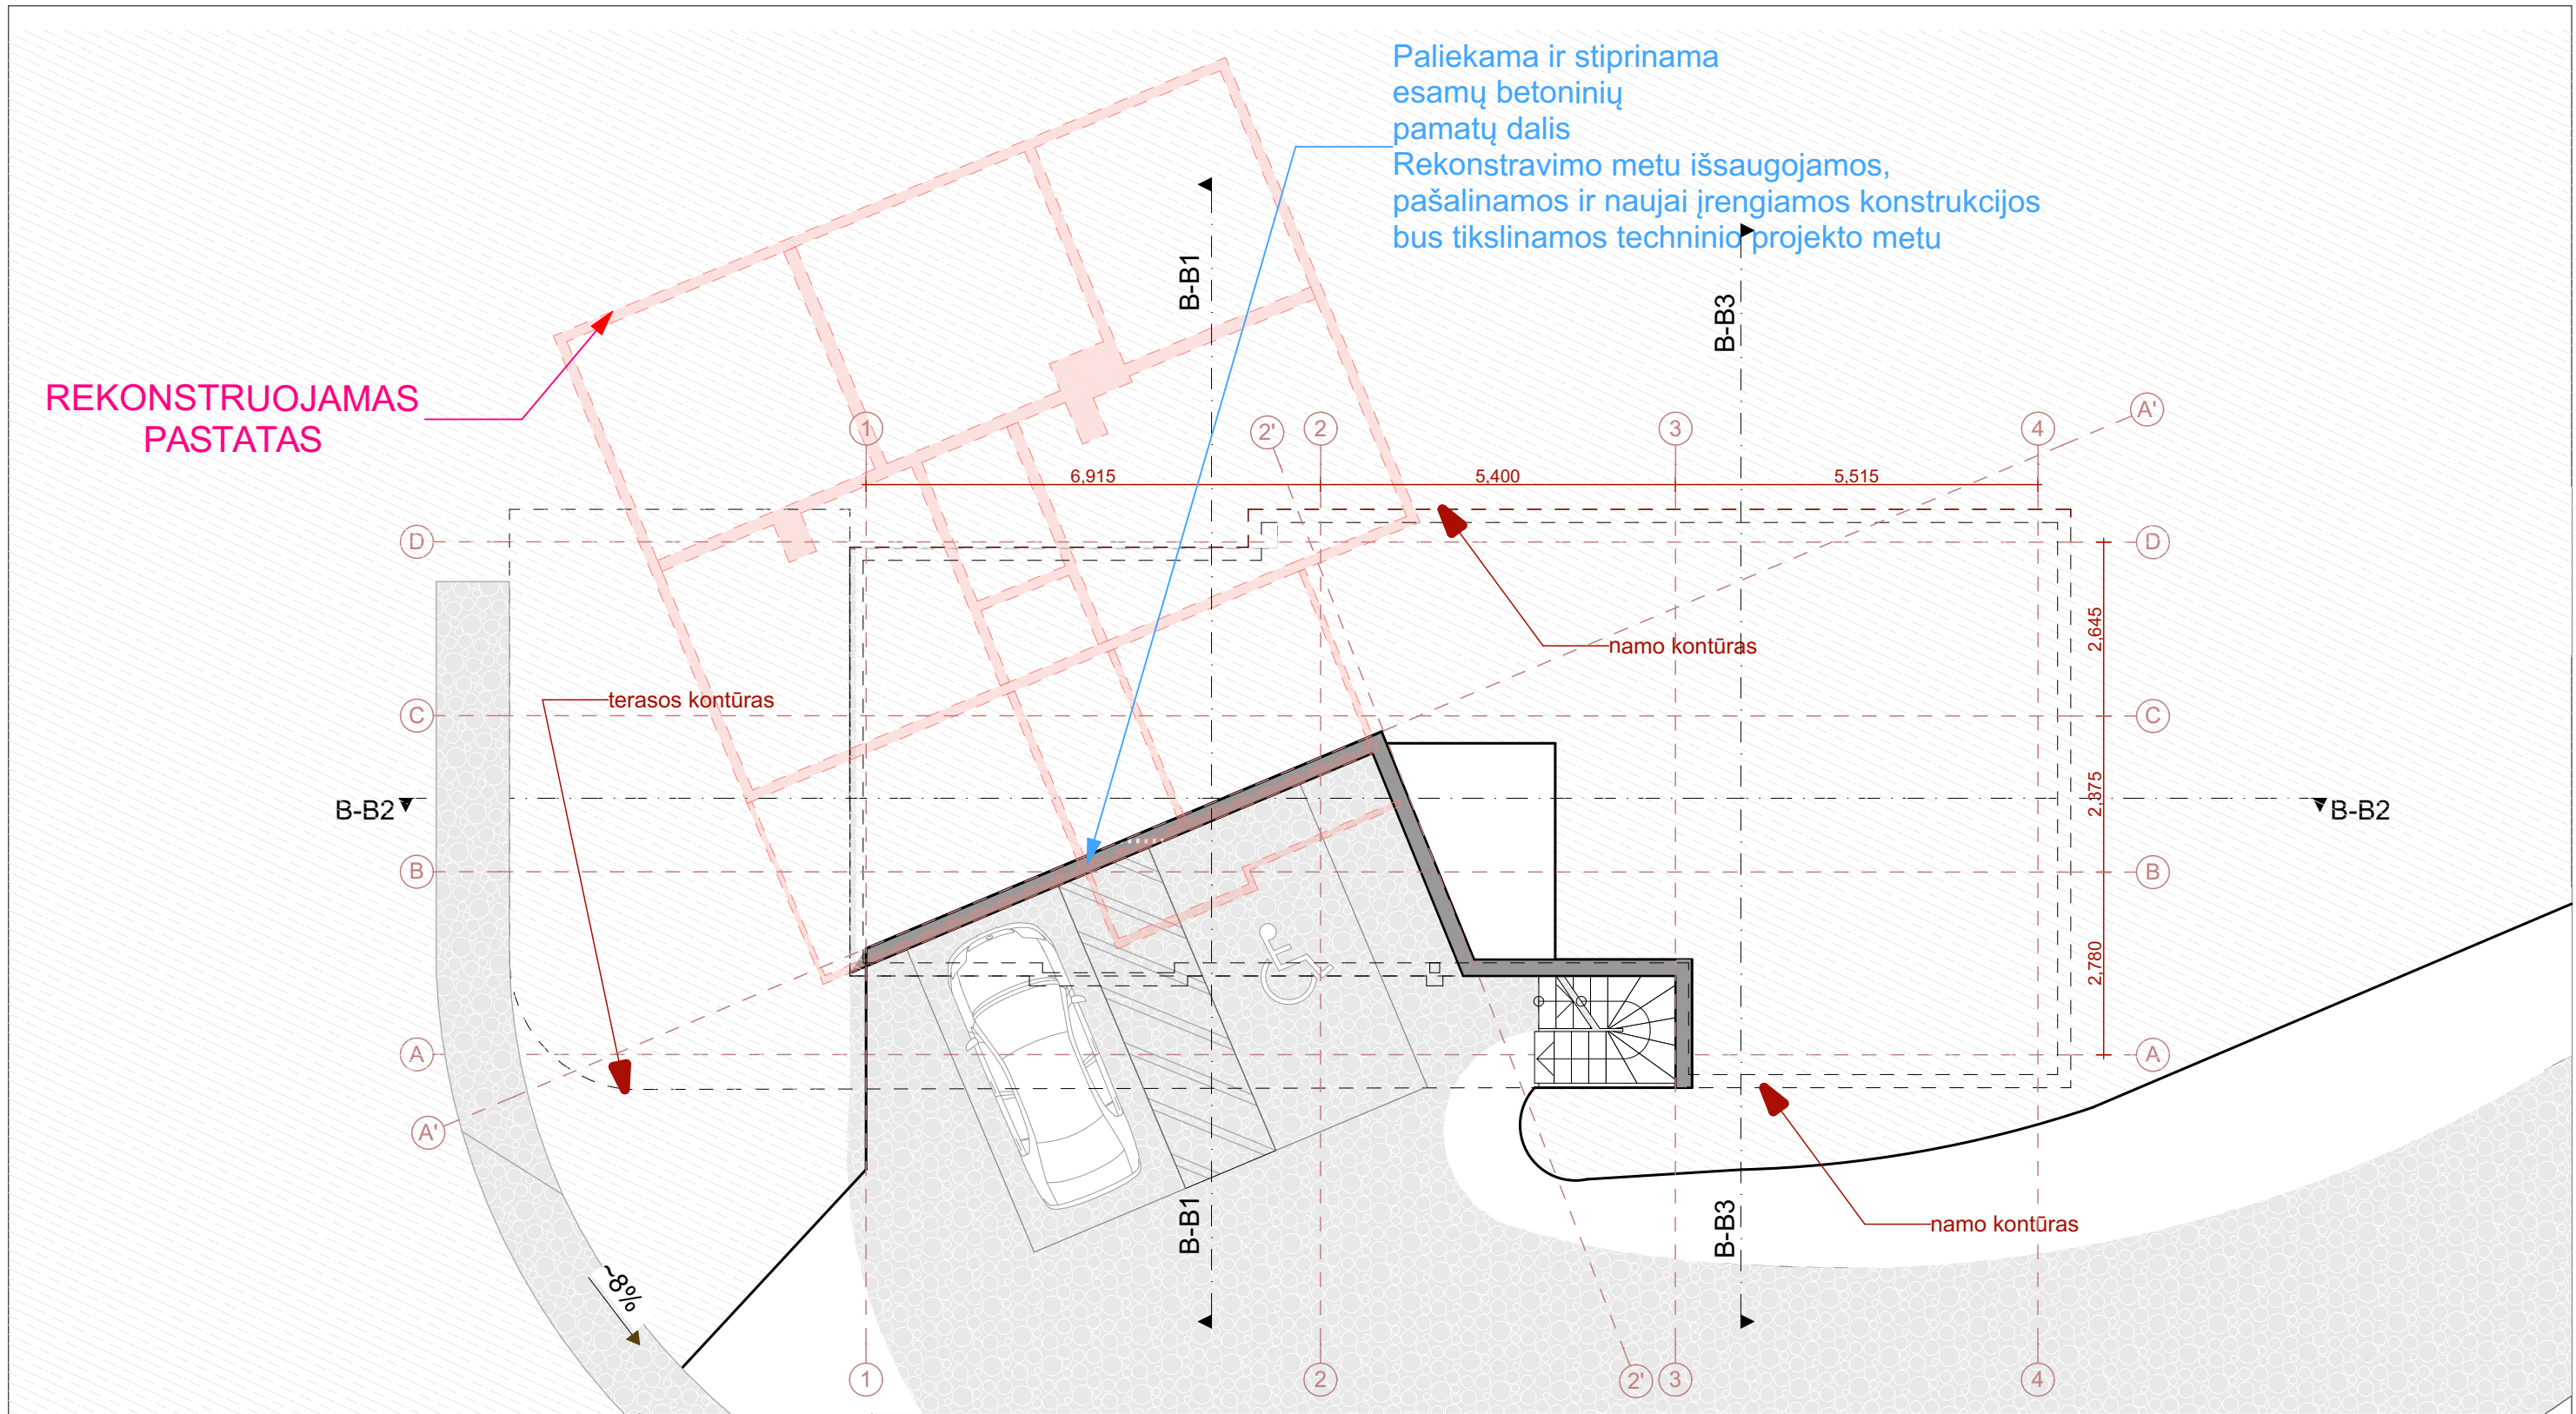 Paliekama ir stiprinama
esamų betoninių
pamatų dalis
Rekonstravimo metu išsaugojamos,
pašalinamos ir naujai įrengiamos konstrukcijos
bus tikslinamos techninio projekto metu
B-B1
B-B3
REKONSTRUOJAMAS
PASTATAS
1
2'
2
3
4
A'
6,915
5,400
5,515
D
D
2,645
namo kontūras
terasos kontūras
C
C
2,375
B-B2
B-B2
B
B
2,780
A
A
A'
B-B1
B-B3
namo kontūras
~8%
1
2
2'
3
4